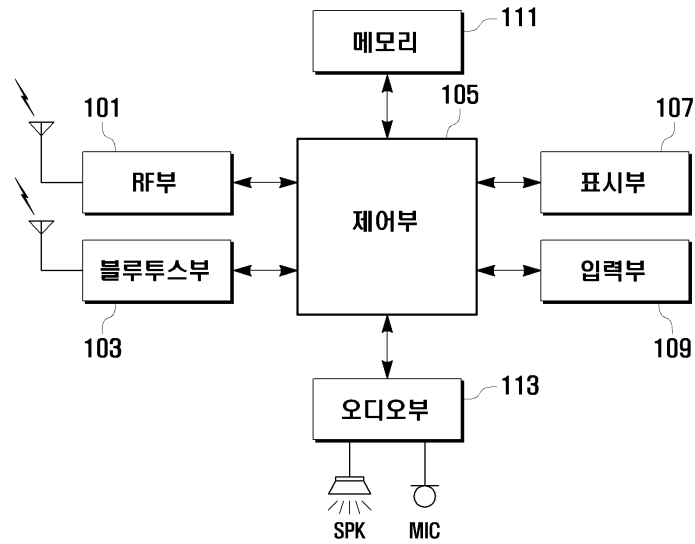 메모리
111
105
101
107
RF부
제어부
표시부
블루투스부
입력부
103
109
113
오디오부
SPK
MIC